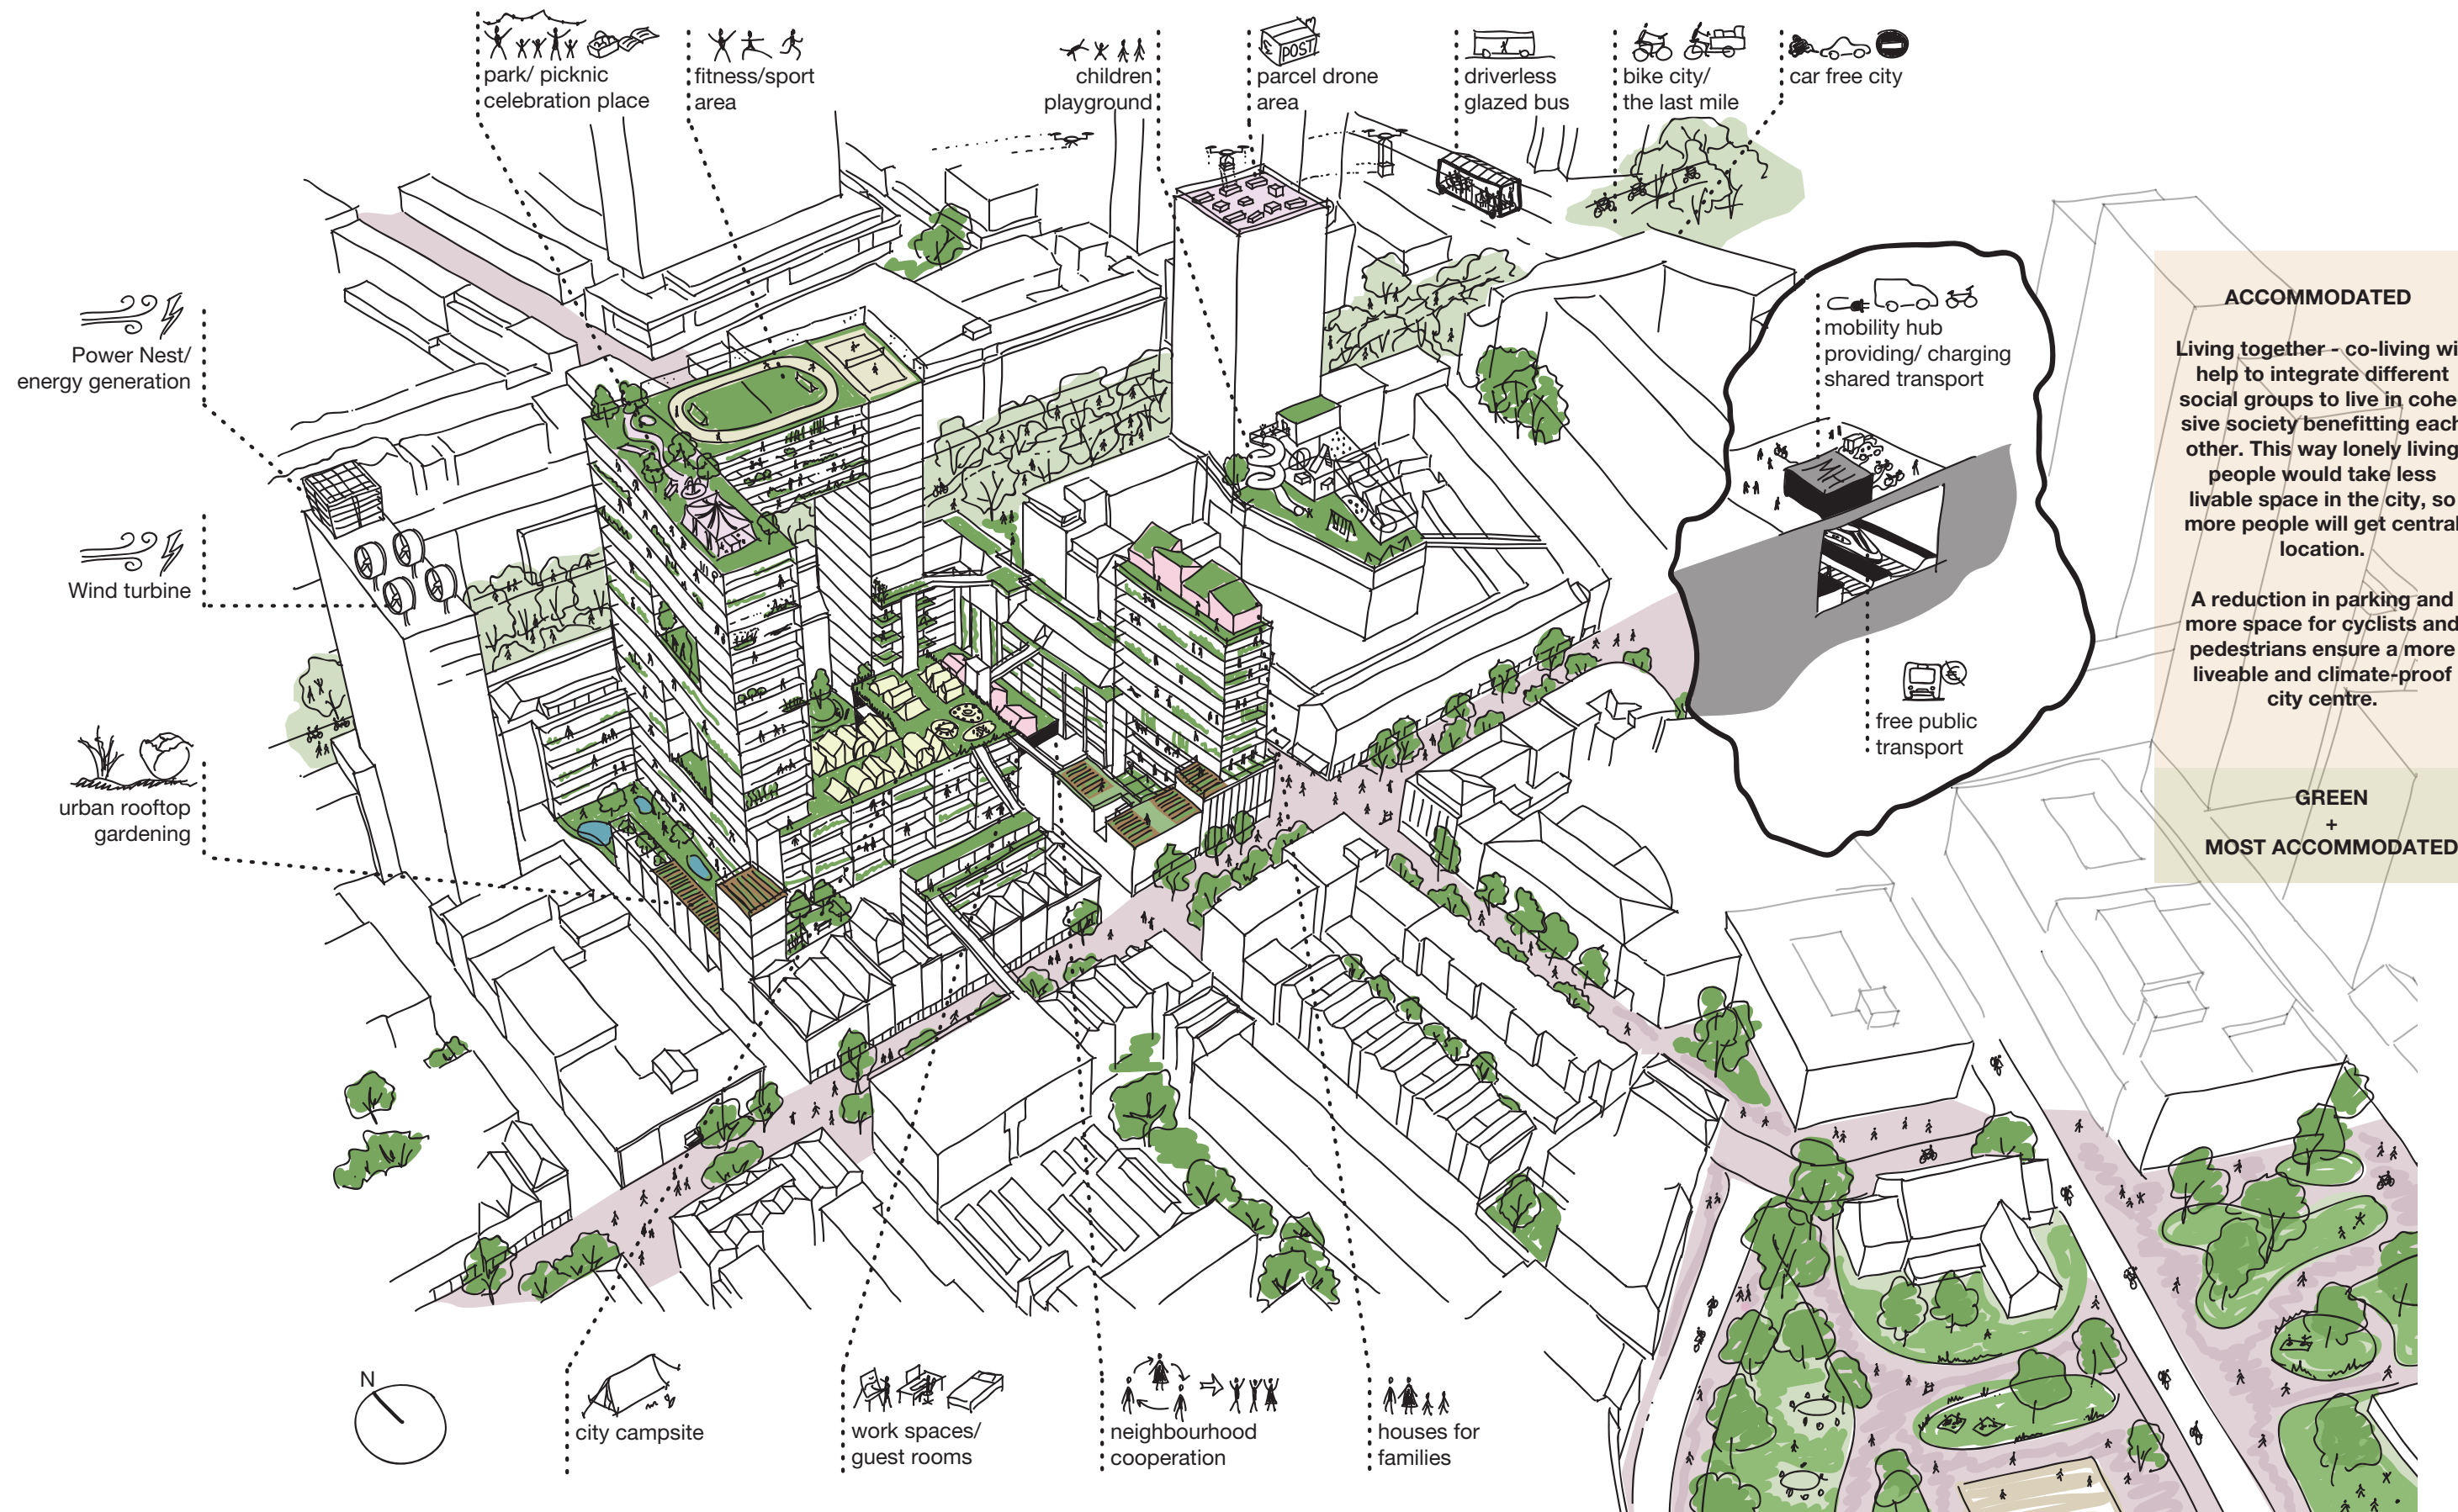 park/ picknic
celebration place
fitness/sport
area
children
playground
POST
parcel drone
area
driverless
glazed bus
bike city/
the last mile
car free city
Power Nest/
energy generation
Wind turbine
urban rooftop
gardening
mobility hub
providing/ charging
shared transport
MH
free public
transport
ACCOMMODATED
Living together - co-living wi
help to integrate different
social groups to live in cohe
sive society benefitting each
other. This way lonely living
people would take less
livable space in the city, so
more people will get central
location.
A reduction in parking and
more space for cyclists and
pedestrians ensure a more
liveable and climate-proof
city centre.
GREEN
+
MOST ACCOMMODATED
N
city campsite
work spaces/
guest rooms
neighbourhood
cooperation
houses for
families